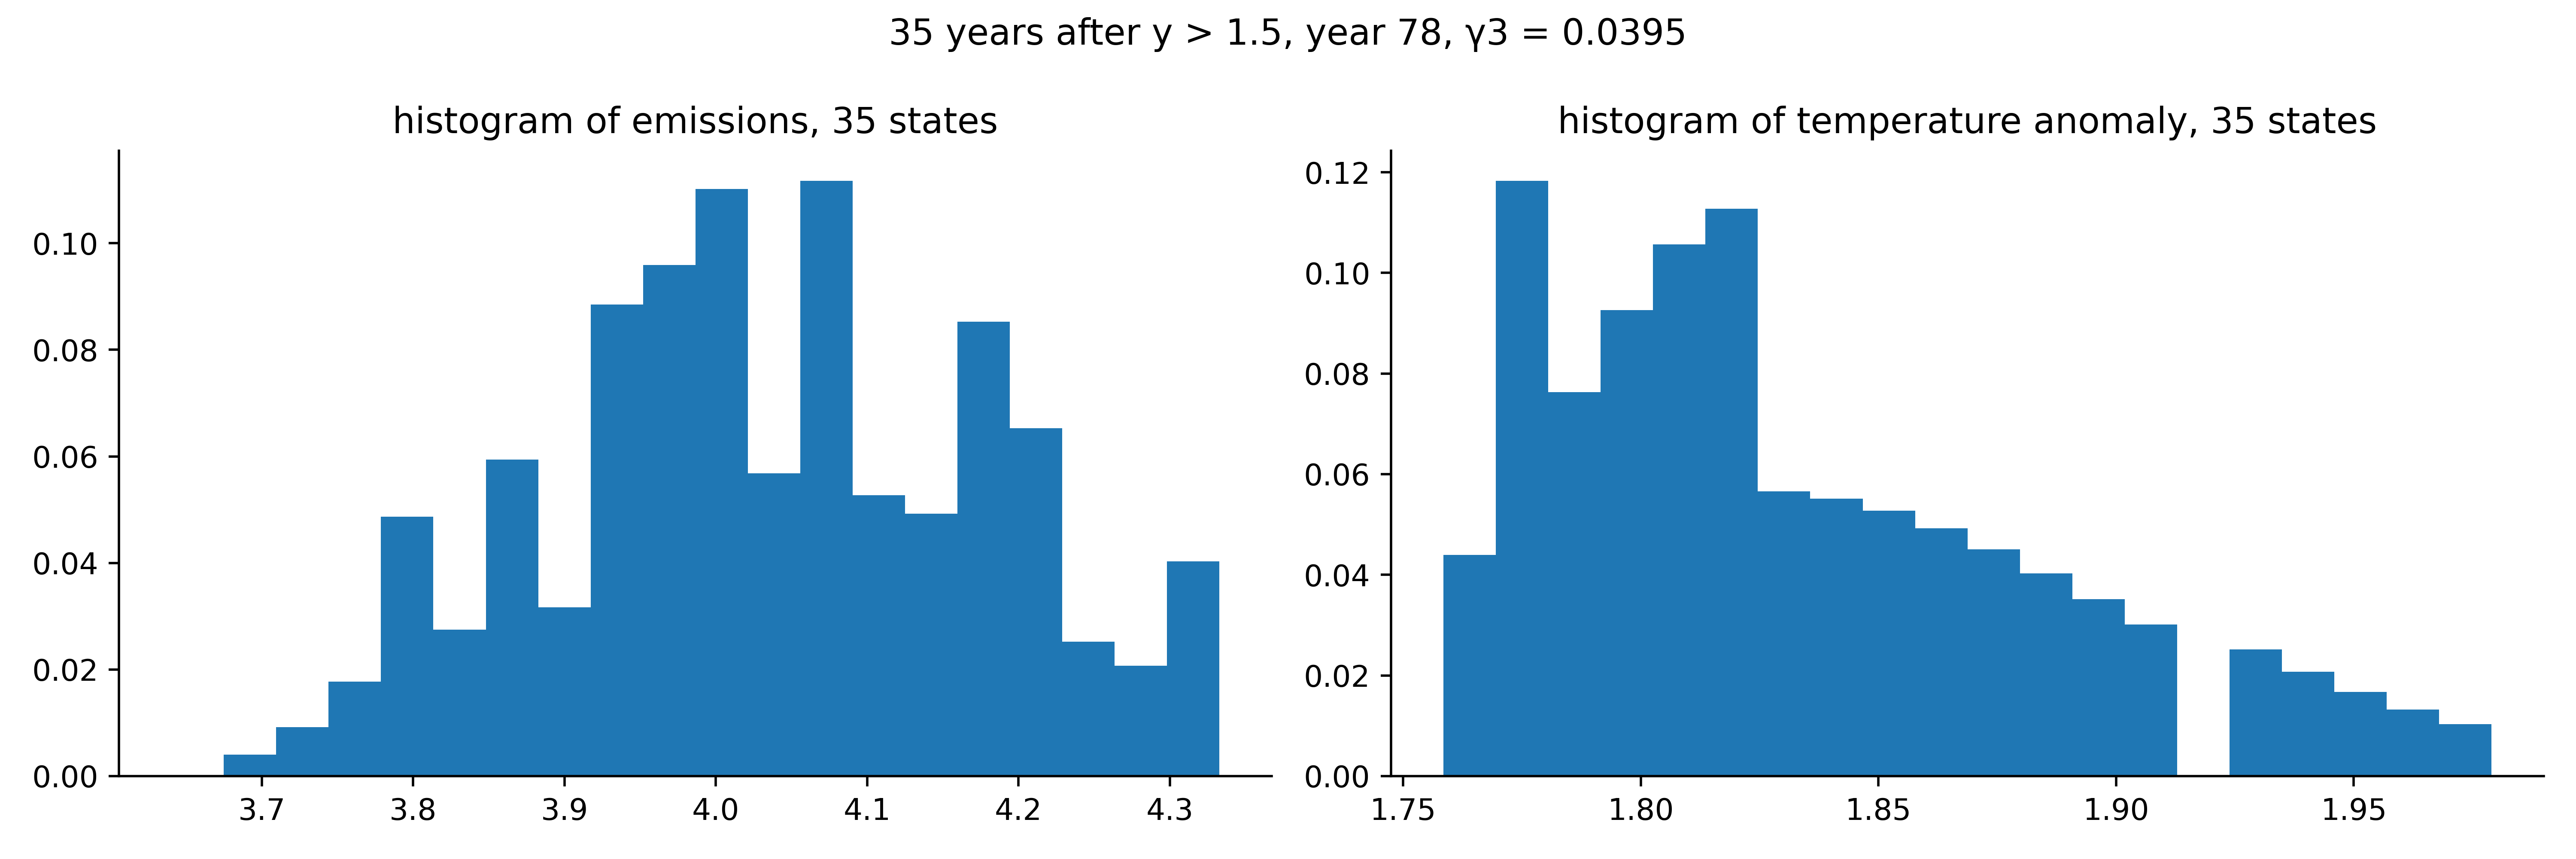 35 years after y > 1.5, year 78, γ3 = 0.0395
histogram of emissions, 35 states
0.10
0.08
0.06
0.04
0.02
0.00
3.7 3.8 3.9 4.0 4.1 4.2 4.3
histogram of temperature anomaly, 35 states
0.12
0.10
0.08
0.06
0.04
0.02
0.00
1.75 1.80 1.85 1.90 1.95